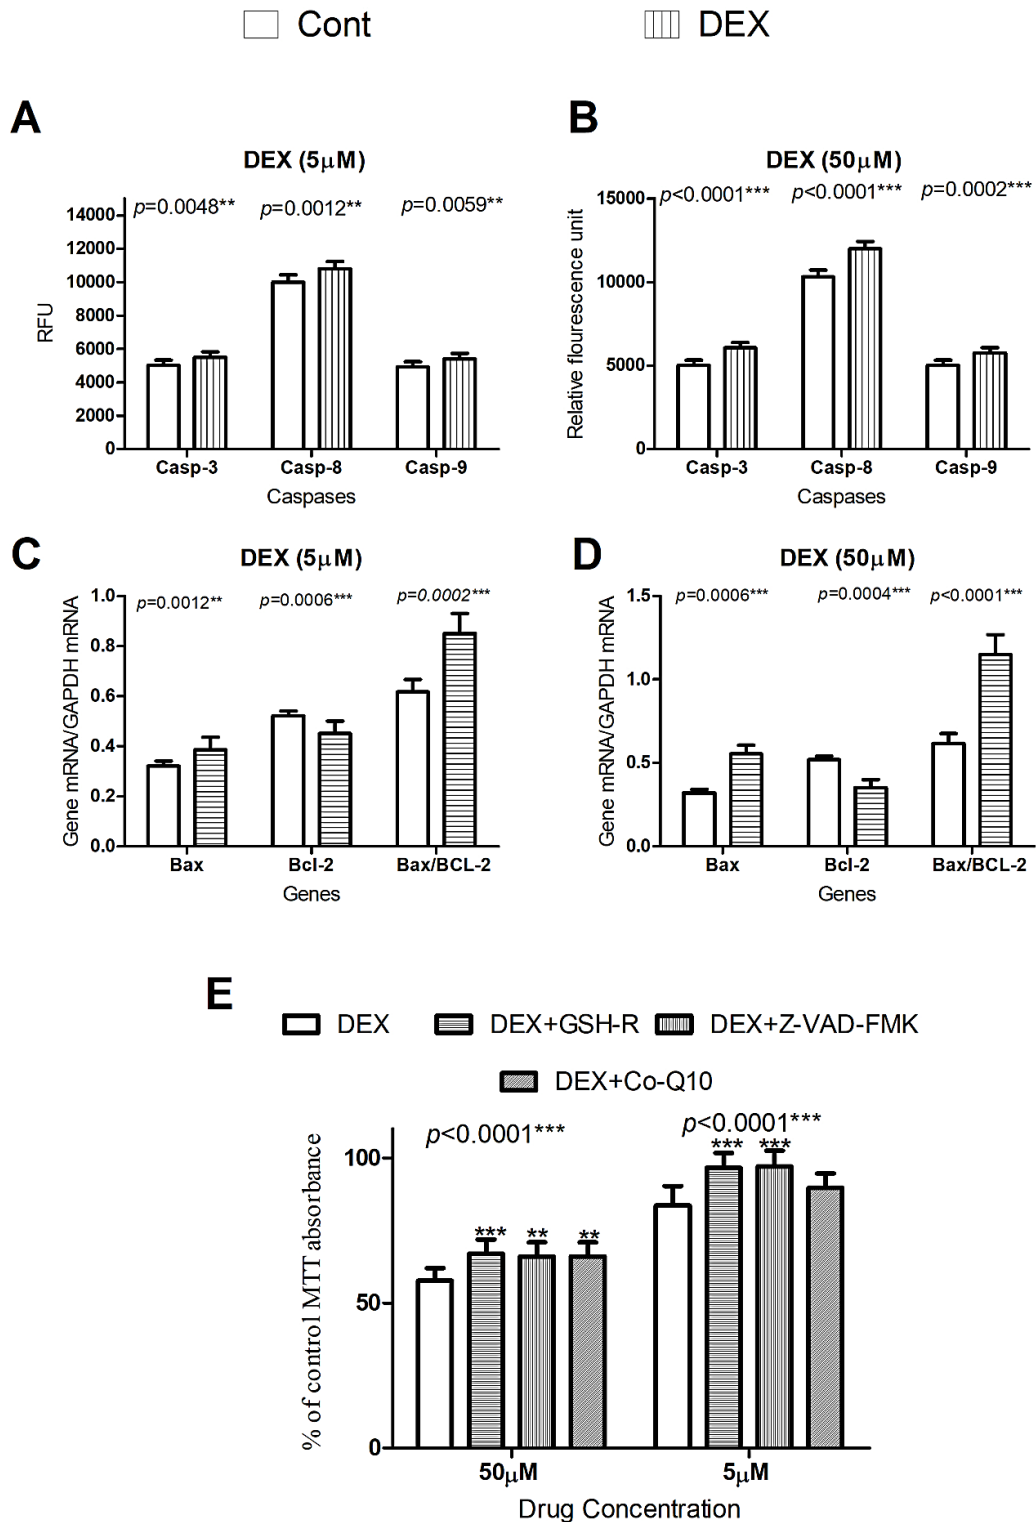 Cont DEX
A
DEX (5µM)
p=0.0048** p=0.0012** p=0.0059**
14000
12000
10000
8000
6000
4000
2000
0
RFU
Casp-3 Casp-8 Casp-9
Caspases
B
DEX (50µM)
p<0.0001*** p<0.0001*** p=0.0002***
15000
10000
5000
0
Relative flourescence unit
Casp-3 Casp-8 Casp-9
Caspases
C
DEX (5µM)
p=0.0012** p=0.0006*** p=0.0002***
1.0
0.8
0.6
0.4
0.2
0.0
Gene mRNA/GAPDH mRNA
Bax Bcl-2 Bax/BCL-2
Genes
D
DEX (50µM)
p=0.0006*** p=0.0004*** p<0.0001***
1.5
1.0
0.5
0.0
Gene mRNA/GAPDH mRNA
Bax Bcl-2 Bax/BCL-2
Genes
E
DEX DEX+GSH-R DEX+Z-VAD-FMK
DEX+Co-Q10
p<0.0001*** p<0.0001***
*** ***
*** ** **
100
50
0
% of control MTT absorbance
50µM 5µM
Drug Concentration